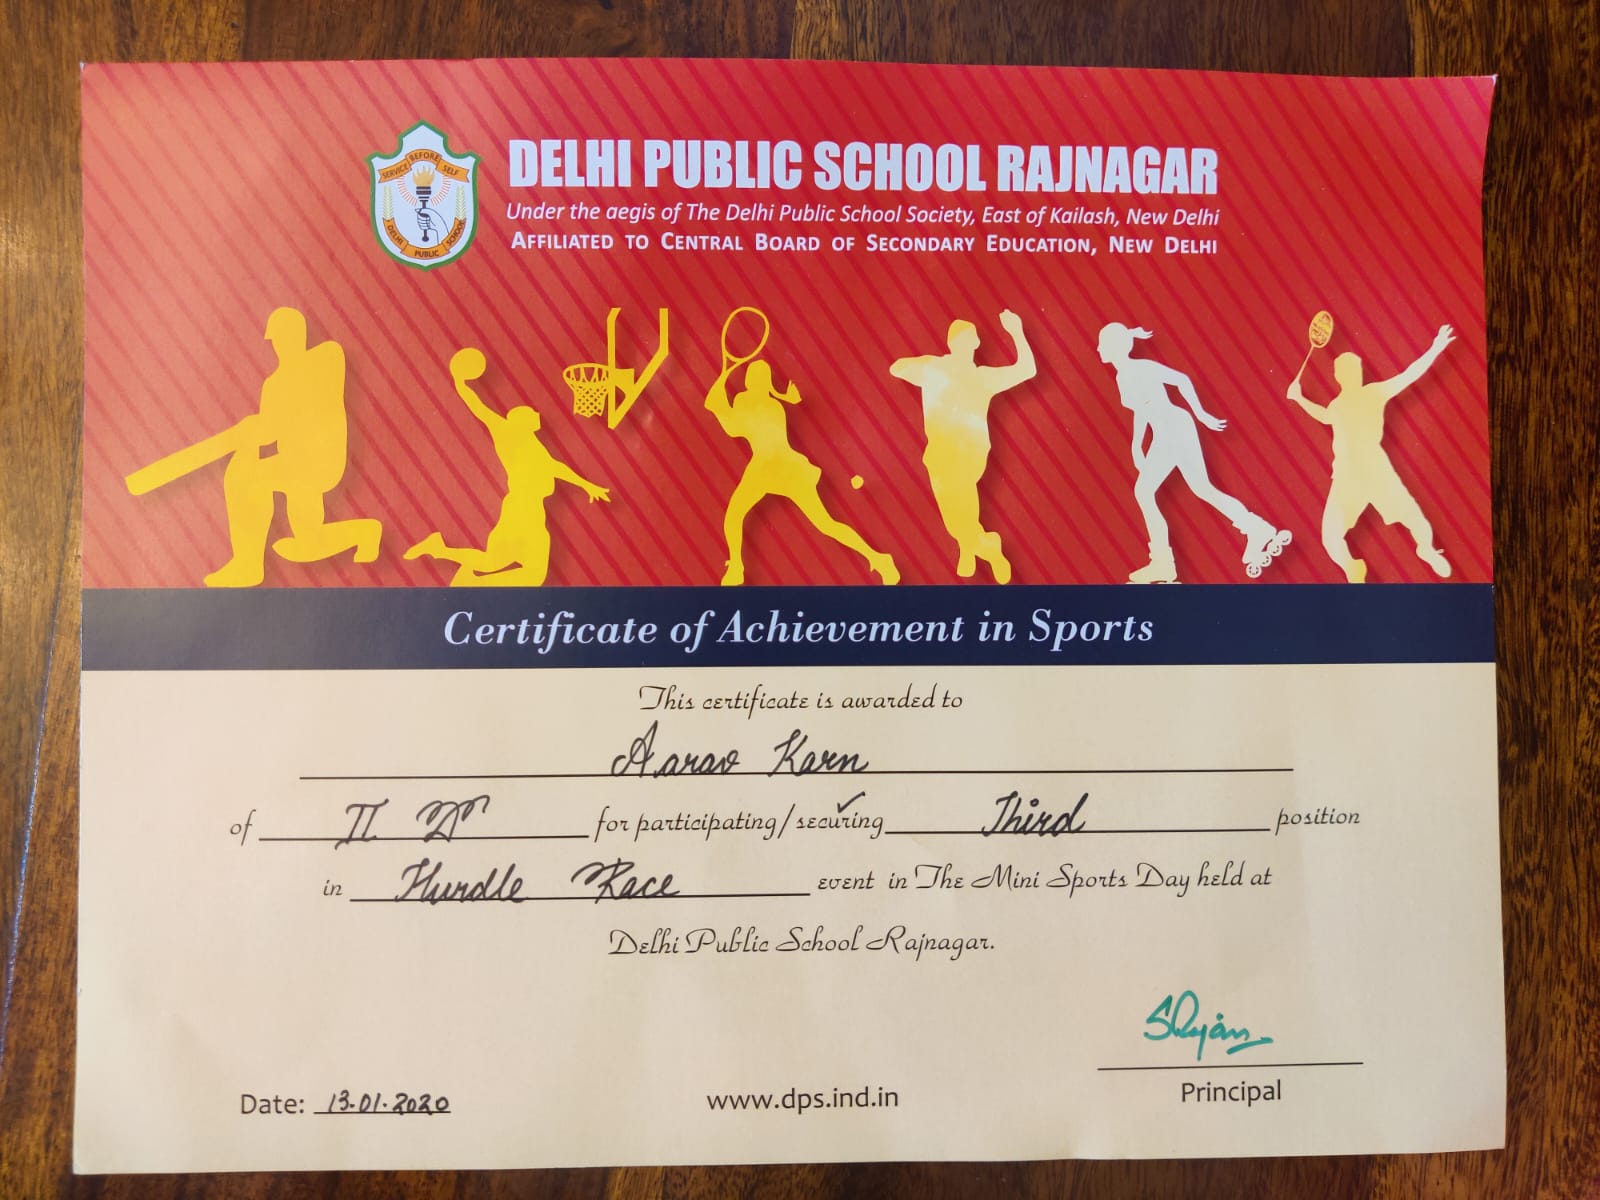 SERVICE BEFORE SELF
DELHI PUBLIC SCHOOL
DELHI PUBLIC SCHOOL RAJNAGAR
Under the aegis of The Delhi Public School Society, East of Kailash, New Delhi
AFFILIATED TO CENTRAL BOARD OF SECONDARY EDUCATION, NEW DELHI
Certificate of Achievement in Sports
This certificate is awarded to
Aarav Karn
of II for participating/securing Third position
in Hurdle Race event in The Mini Sports Day held at
Delhi Public School Rajnagar.
Date: 13.01.2020
www.dps.ind.in
Principal